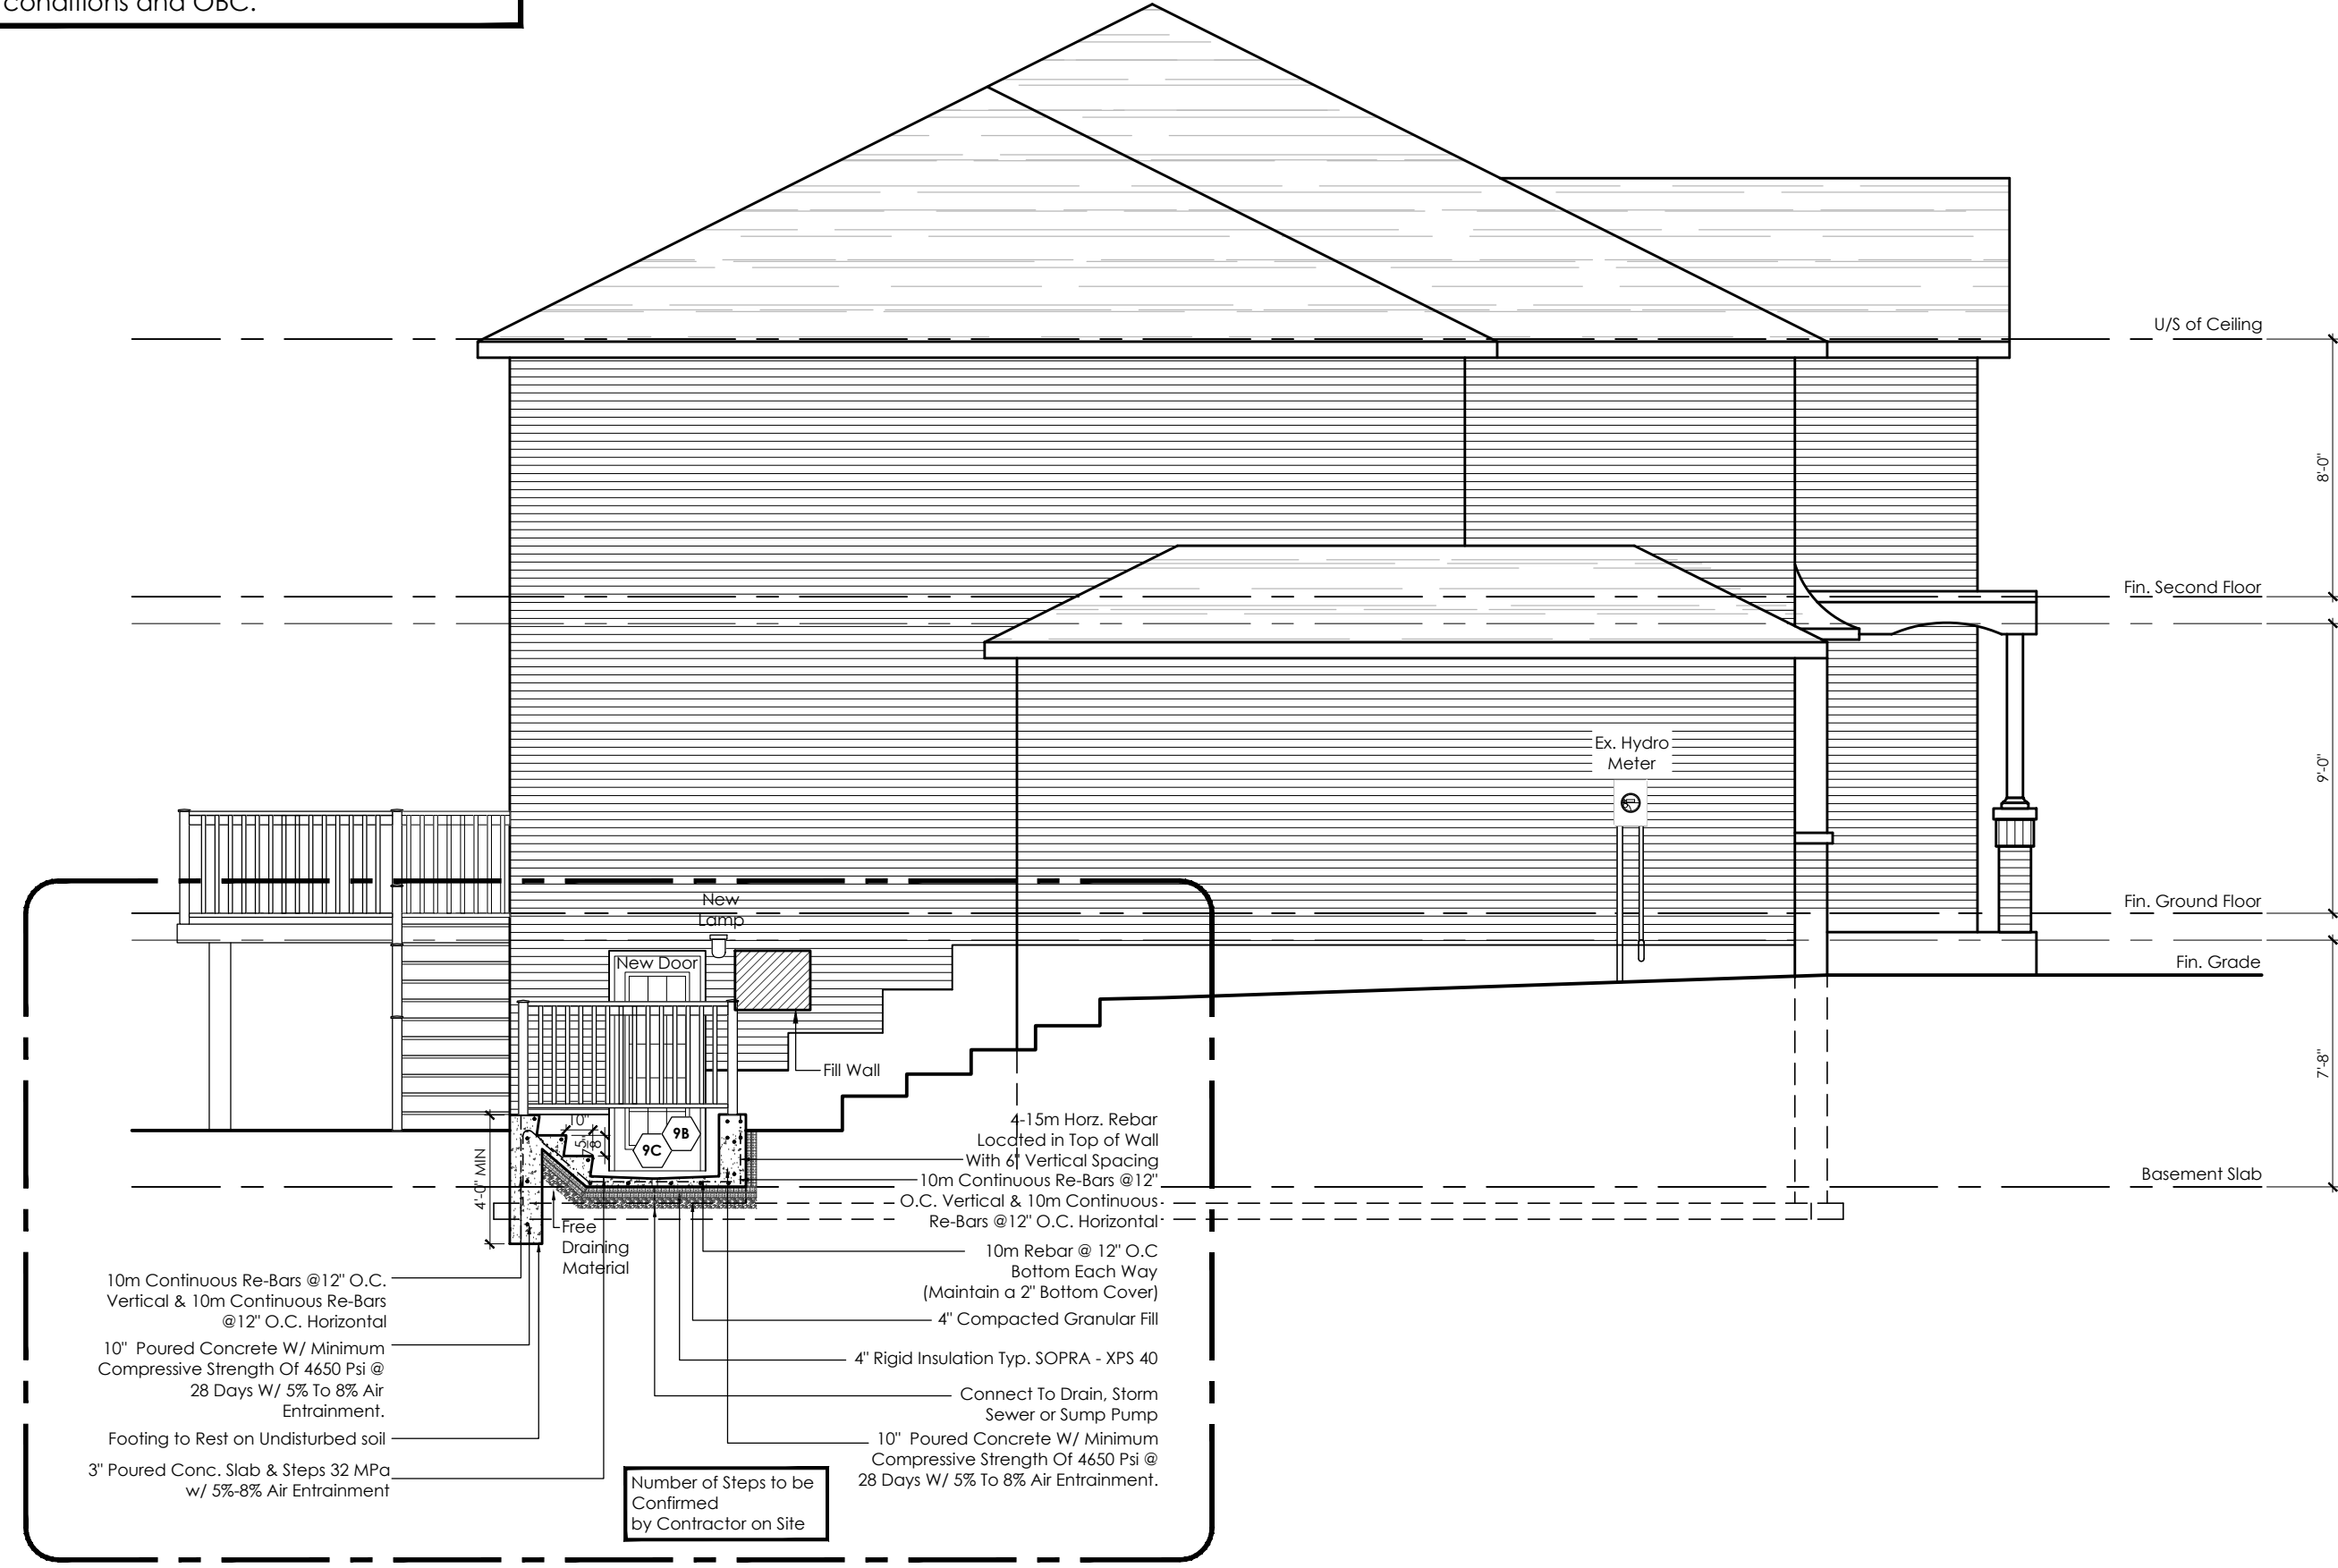 conditions and OBC.
U/S of Ceiling
8'-0"
Fin. Second Floor
9'-0"
Ex. Hydro
Meter
Fin. Ground Floor
Fin. Grade
7'-8"
Basement Slab
New
Lamp
New Door
Fill Wall
10"
9B
9C
4'-0" MIN
Free
Draining
Material
4-15m Horz. Rebar
Located in Top of Wall
With 6" Vertical Spacing
10m Continuous Re-Bars @12"
O.C. Vertical & 10m Continuous
Re-Bars @12" O.C. Horizontal
10m Rebar @ 12" O.C
Bottom Each Way
(Maintain a 2" Bottom Cover)
4" Compacted Granular Fill
4" Rigid Insulation Typ. SOPRA - XPS 40
Connect To Drain, Storm
Sewer or Sump Pump
10" Poured Concrete W/ Minimum
Compressive Strength Of 4650 Psi @
28 Days W/ 5% To 8% Air Entrainment.
10m Continuous Re-Bars @12" O.C.
Vertical & 10m Continuous Re-Bars
@12" O.C. Horizontal
10" Poured Concrete W/ Minimum
Compressive Strength Of 4650 Psi @
28 Days W/ 5% To 8% Air
Entrainment.
Footing to Rest on Undisturbed soil
3" Poured Conc. Slab & Steps 32 MPa
w/ 5%-8% Air Entrainment
Number of Steps to be
Confirmed
by Contractor on Site